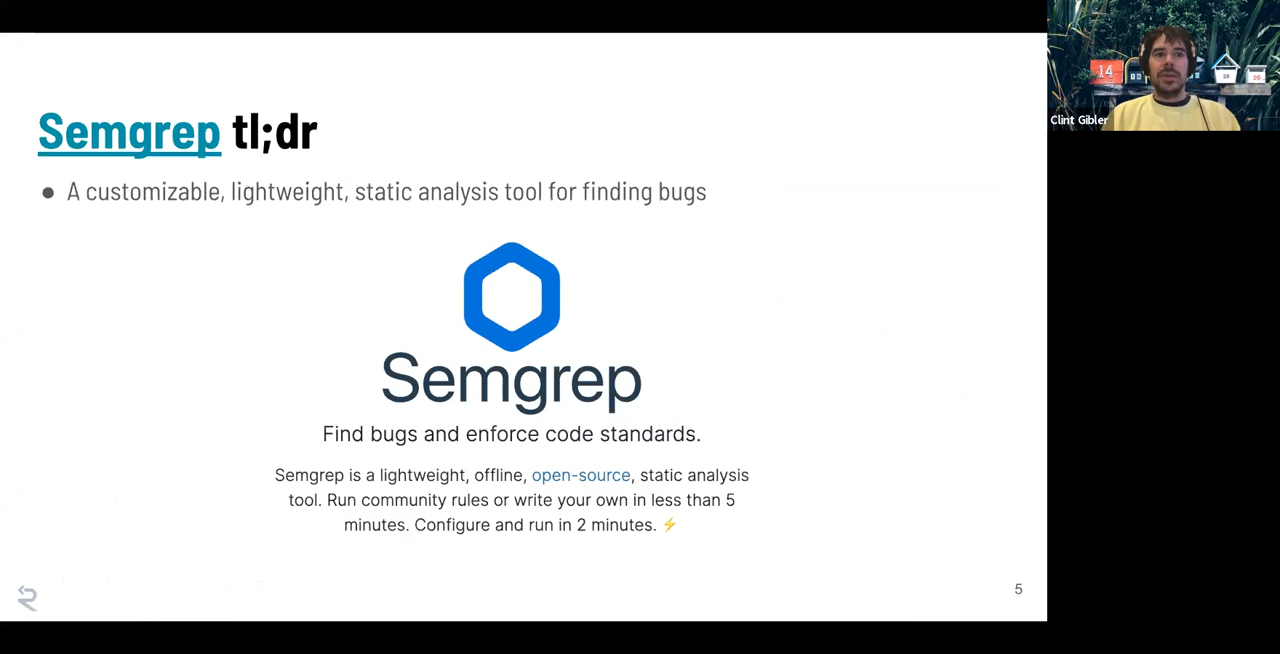 Semgrep tl;dr
● A customizable, lightweight, static analysis tool for finding bugs
Semgrep
Find bugs and enforce code standards.
Semgrep is a lightweight, offline, open-source, static analysis
tool. Run community rules or write your own in less than 5
minutes. Configure and run in 2 minutes. ⚡
5
14
38
26
Clint Gibler